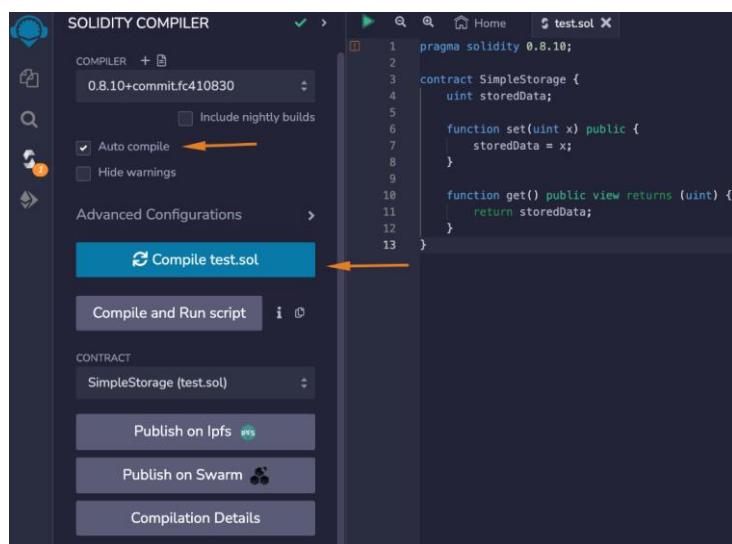 SOLIDITY COMPILER
COMPILER +
0.8.10+commit.fc410830
Include nightly builds
Auto compile
Hide warnings
Advanced Configurations
Compile test.sol
Compile and Run script i
CONTRACT
SimpleStorage (test.sol)
Publish on Ipfs
IPFS
Publish on Swarm
Compilation Details
1
Home
test.sol X
1 pragma solidity 0.8.10;
2
3 contract SimpleStorage {
4 uint storedData;
5
6 function set(uint x) public {
7 storedData = x;
8 }
9
10 function get() public view returns (uint) {
11 return storedData;
12 }
13 }